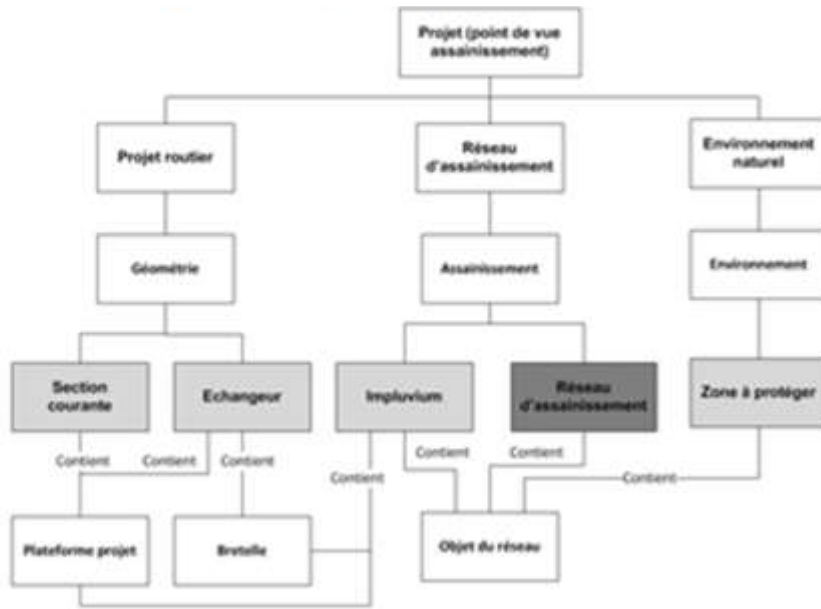 Projet (point de vue
assainissement)
Projet routier
Réseau
d'assainissement
Environnement
naturel
Géométrie
Assainissement
Environnement
Section
courante
Echangeur
Impluvium
Réseau
d'assainissement
Zone à protéger
Contient
Contient
Contient
Contient
Contient
Contient
Contient
Plateforme projet
Bretelle
Objet du réseau